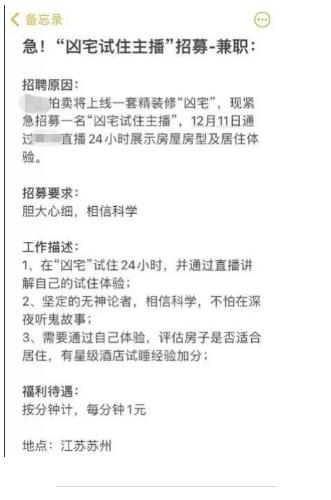 备忘录
急！“凶宅试住主播”招募-兼职：
招聘原因：
拍卖将上线一套精装修“凶宅”，现紧
急招募一名“凶宅试住主播”，12月11日通
过直播24小时展示房屋房型及居住体
验。
招募要求：
胆大心细，相信科学
工作描述：
1、在“凶宅”试住24小时，并通过直播讲
解自己的试住体验；
2、坚定的无神论者，相信科学，不怕在深
夜听鬼故事；
3、需要通过自己体验，评估房子是否适合
居住，有星级酒店试睡经验加分；
福利待遇：
按分钟计，每分钟1元
地点：江苏苏州